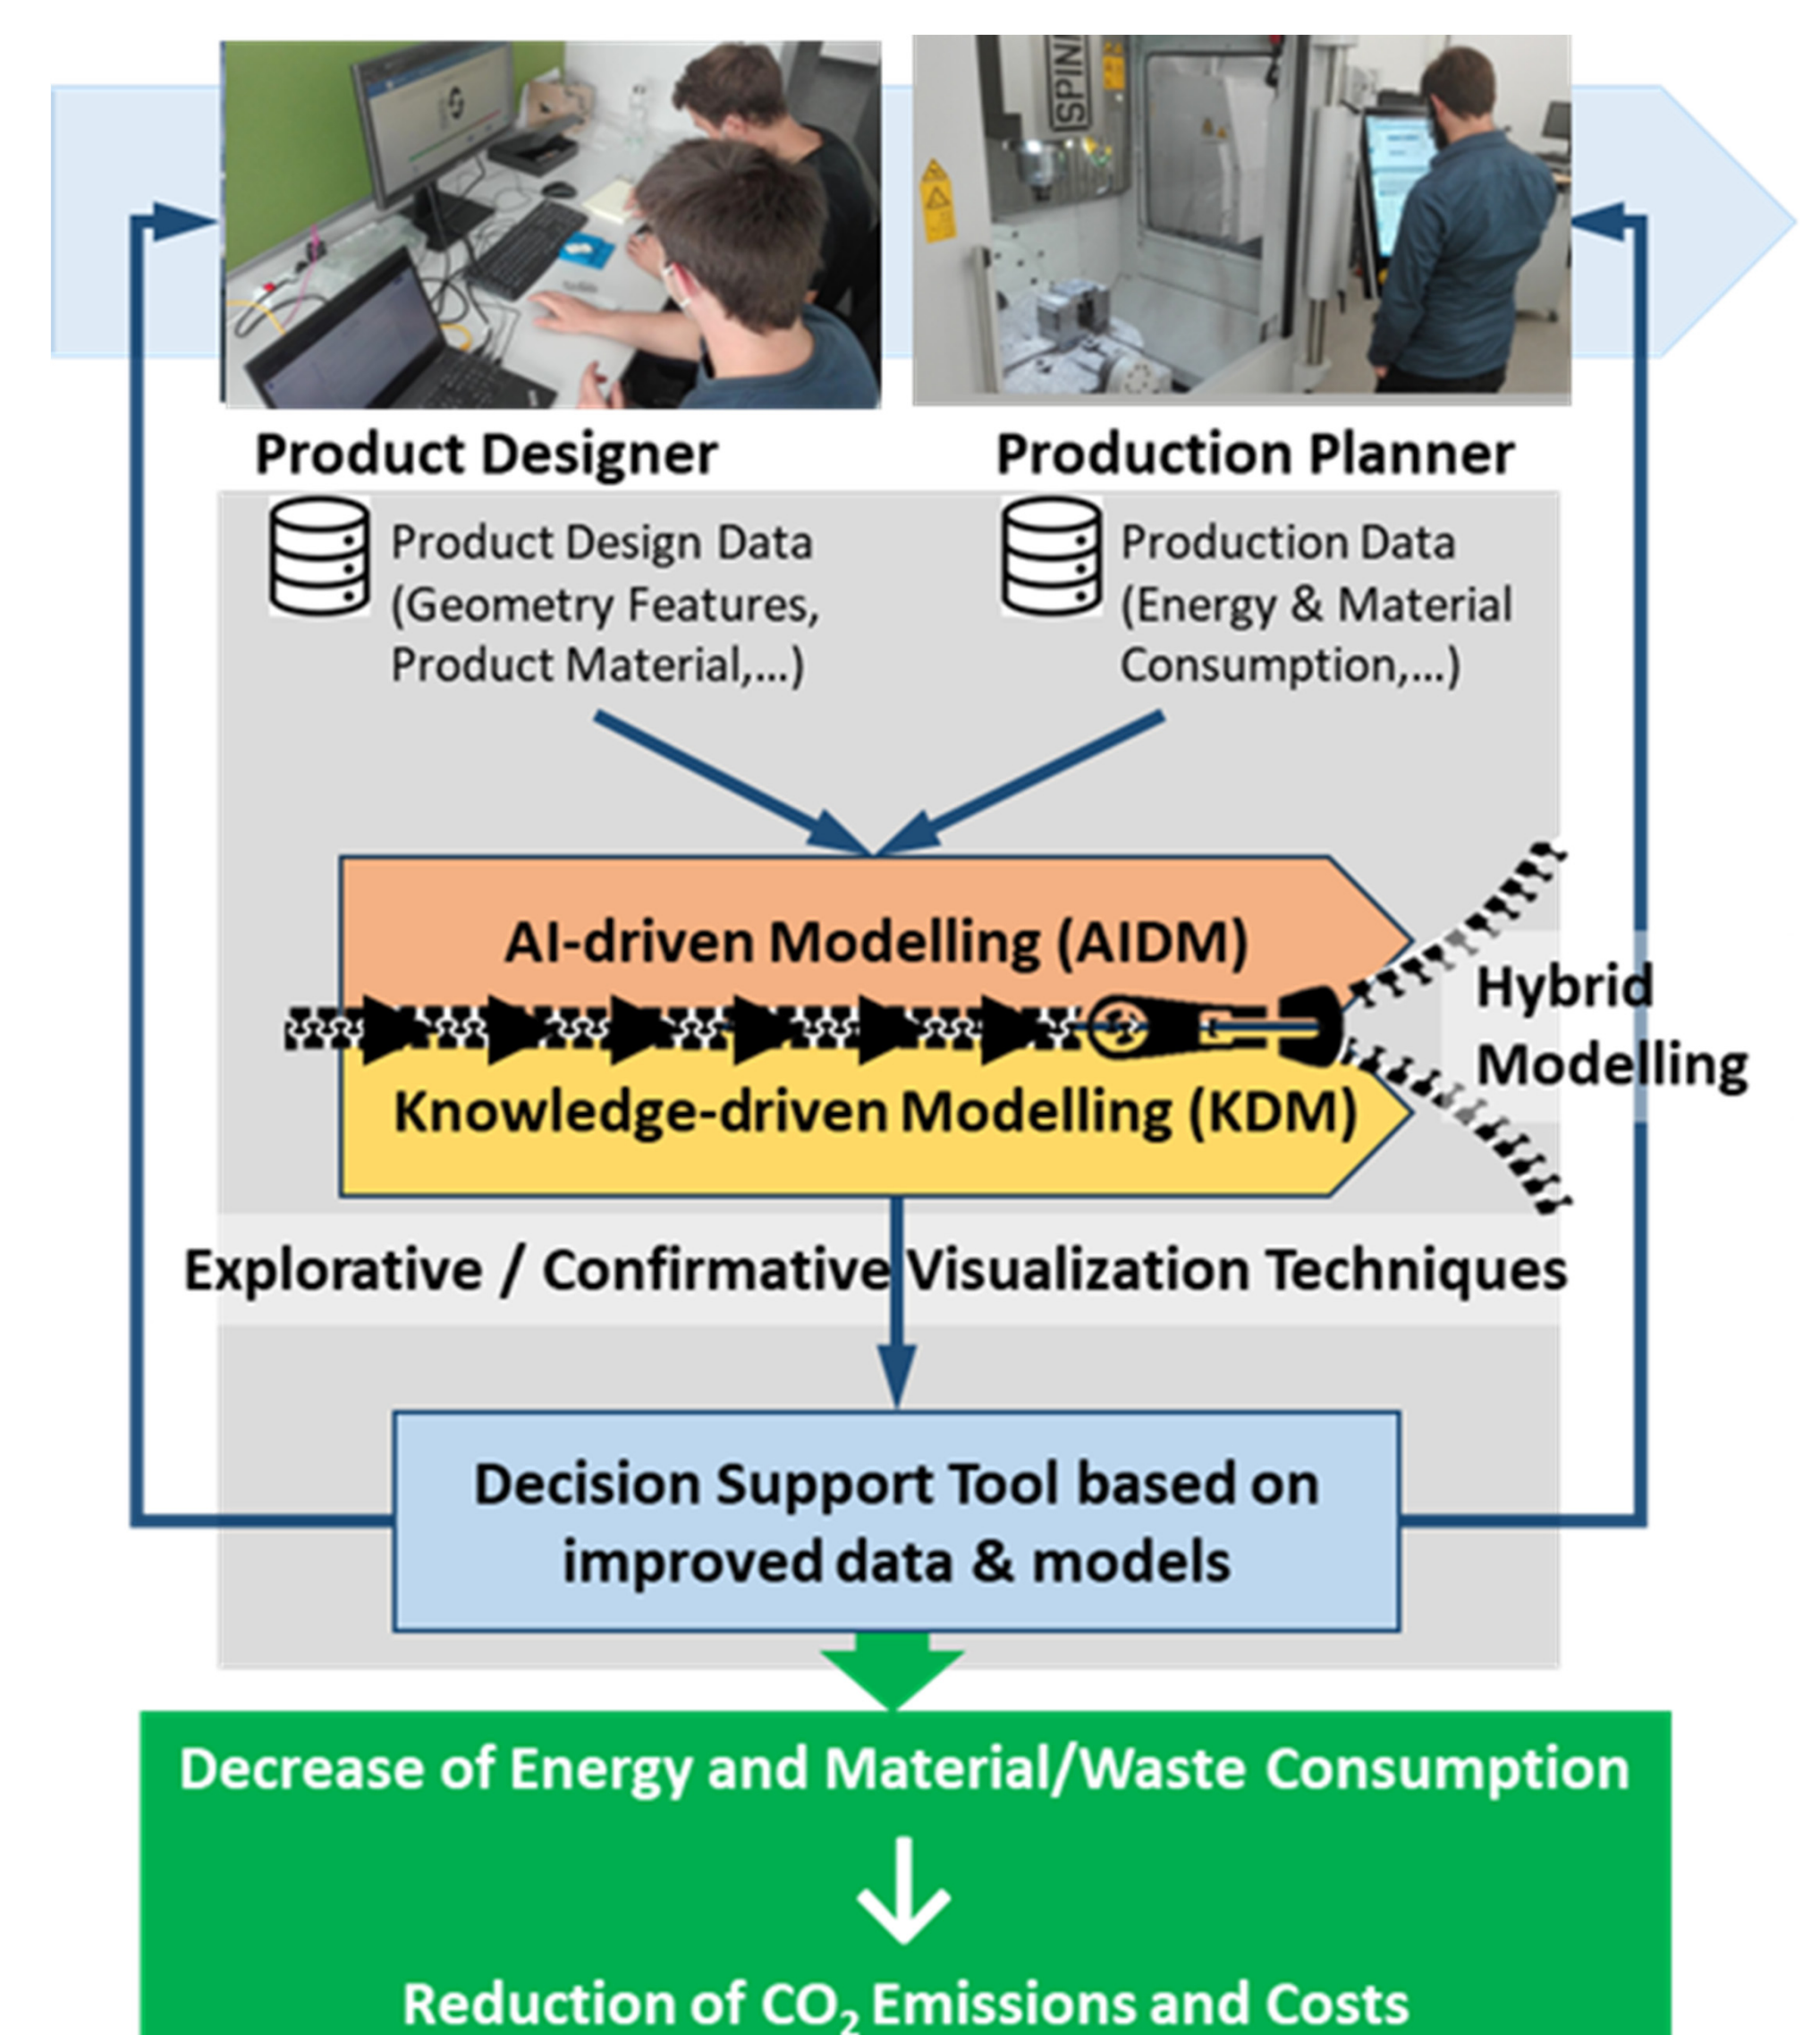 SPINN
Product Designer
Production Planner
Product Design Data
(Geometry Features,
Product Material,...)
Production Data
(Energy & Material
Consumption,...)
AI-driven Modelling (AIDM)
Hybrid
Modelling
Knowledge-driven Modelling (KDM)
Explorative / Confirmative Visualization Techniques
Decision Support Tool based on
improved data & models
Decrease of Energy and Material/Waste Consumption
Reduction of CO₂ Emissions and Costs